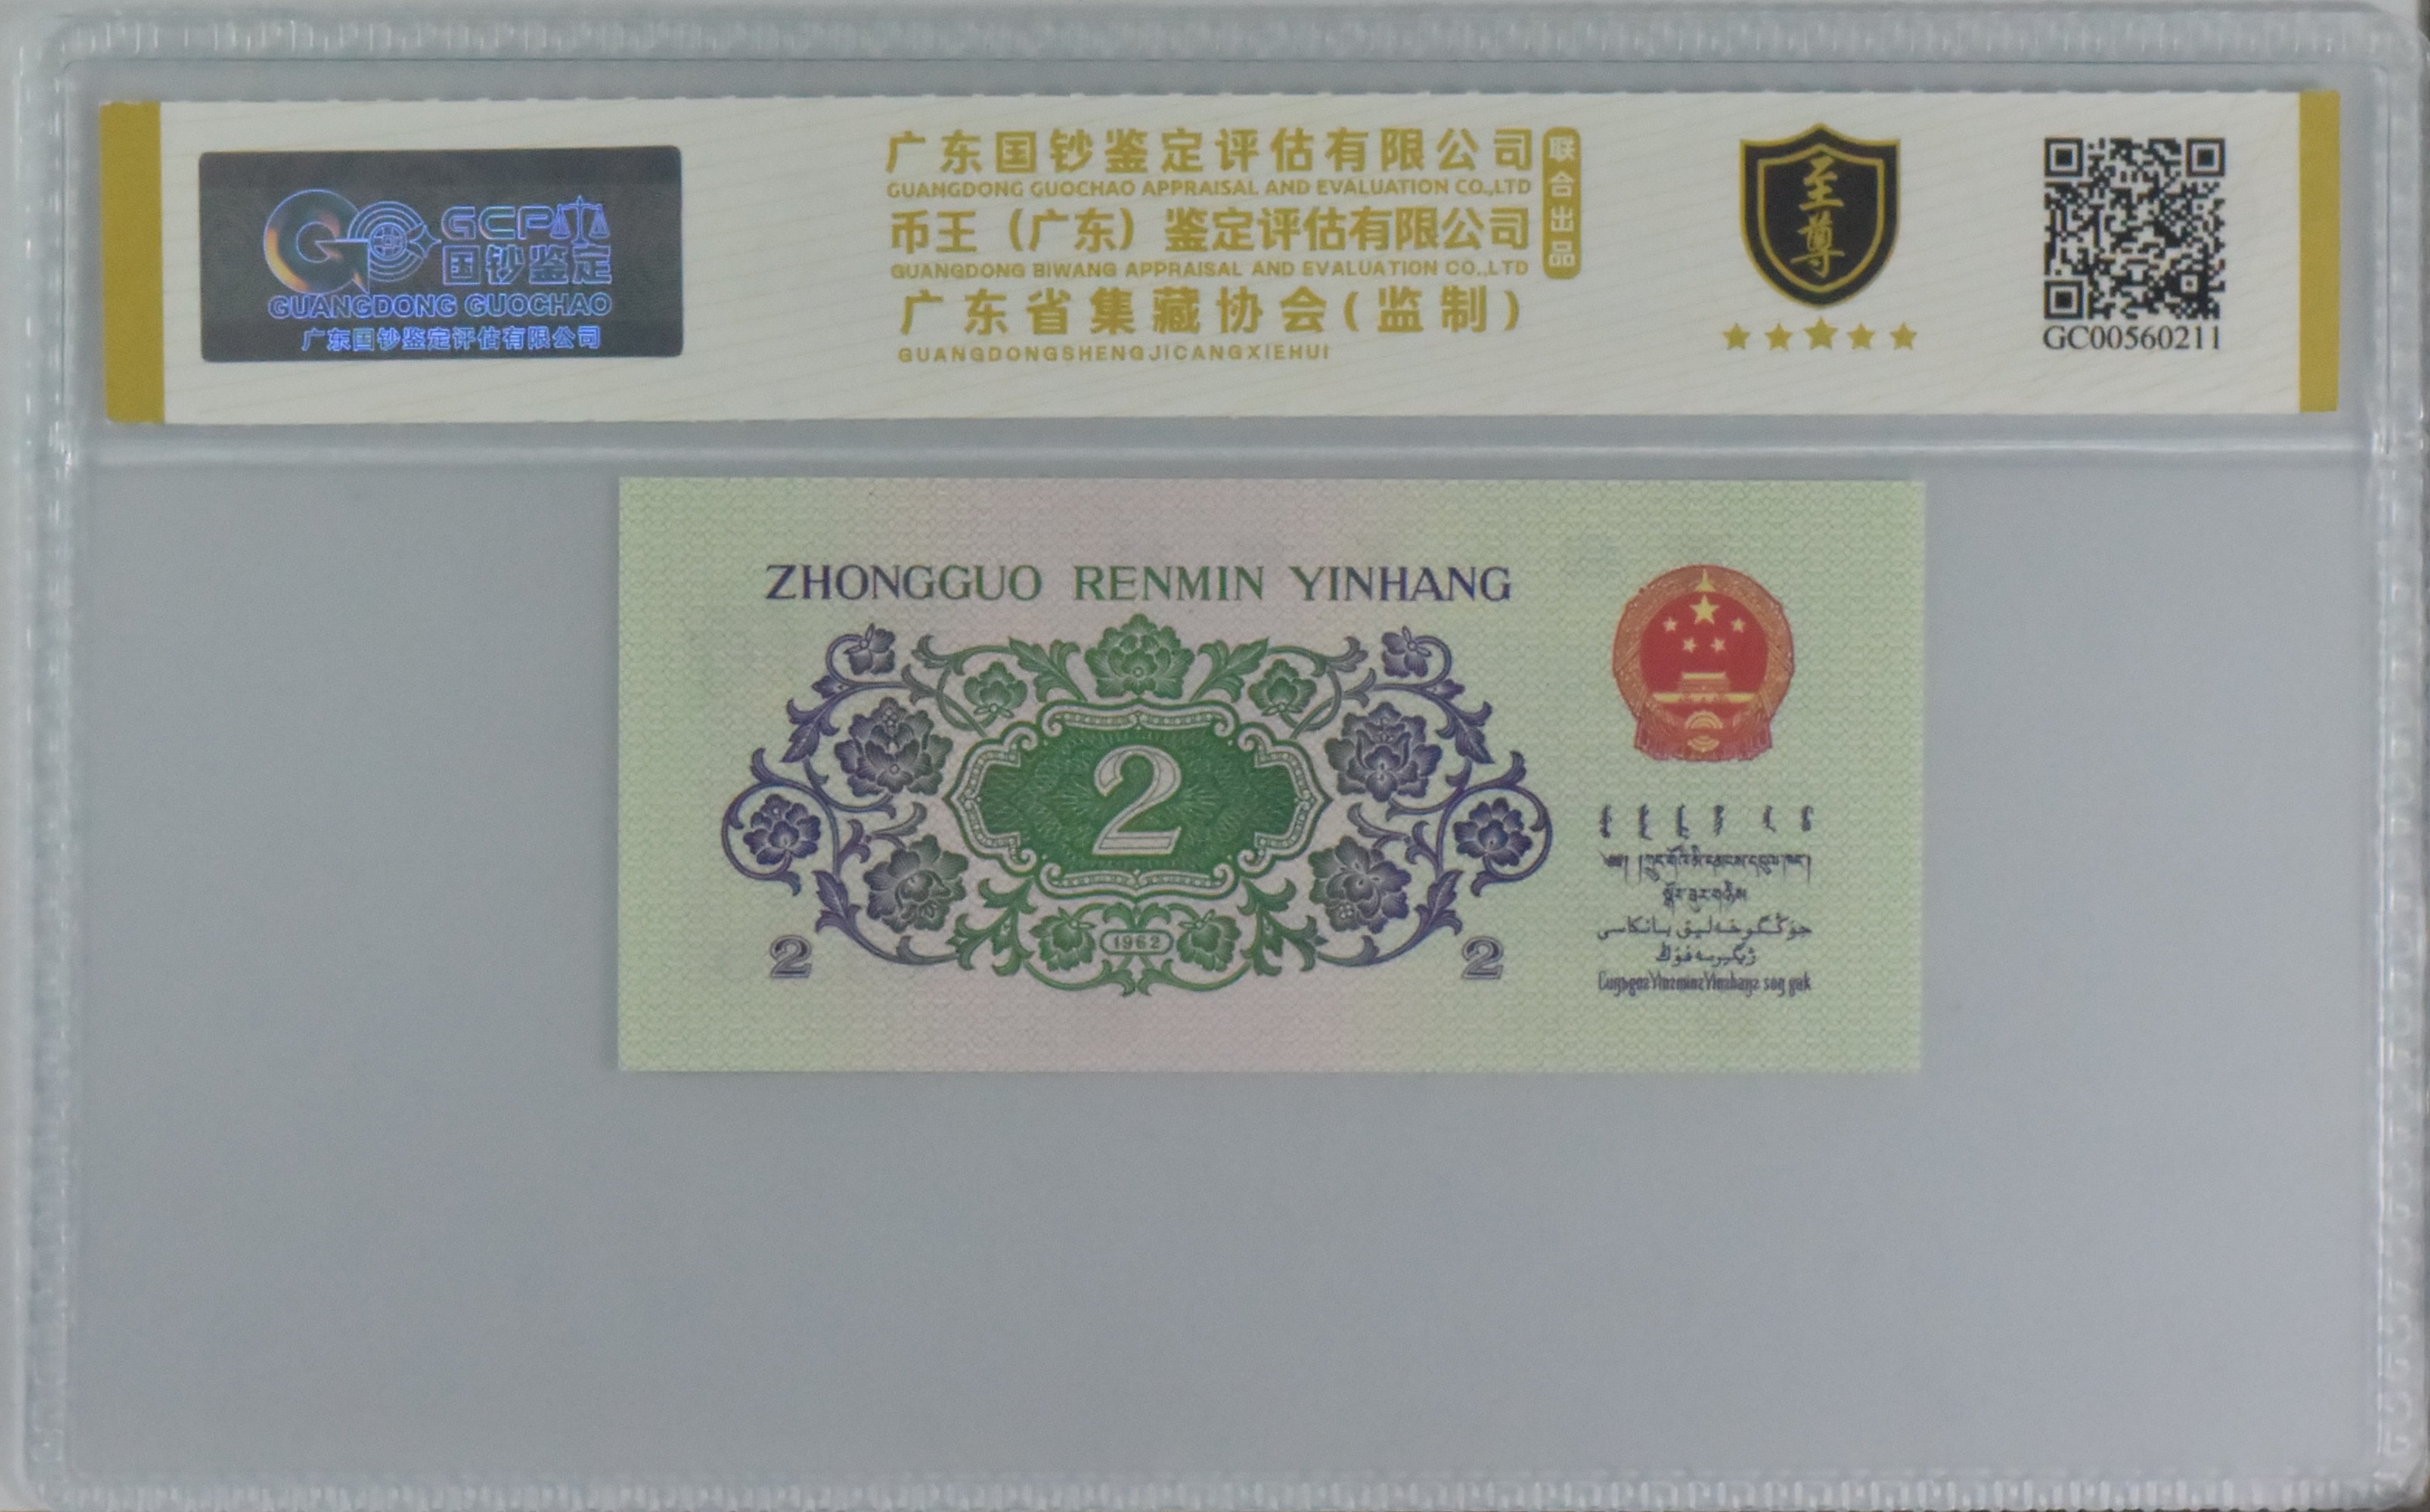 GCP
国钞鉴定
GUANGDONG GUOCHAO
广东国钞鉴定评估有限公司
广东国钞鉴定评估有限公司
GUANGDONG GUOCHAO APPRAISAL AND EVALUATION CO.,LTD
币王（广东）鉴定评估有限公司
GUANGDONG BIWANG APPRAISAL AND EVALUATION CO.,LTD
广东省集藏协会(监制)
GUANGDONGSHENGJICANGXIEHUI
联合出品
至尊
GC00560211
ZHONGGUO RENMIN YINHANG
2
1962
2
2
جۇڭگو خەلىق بانكاسى